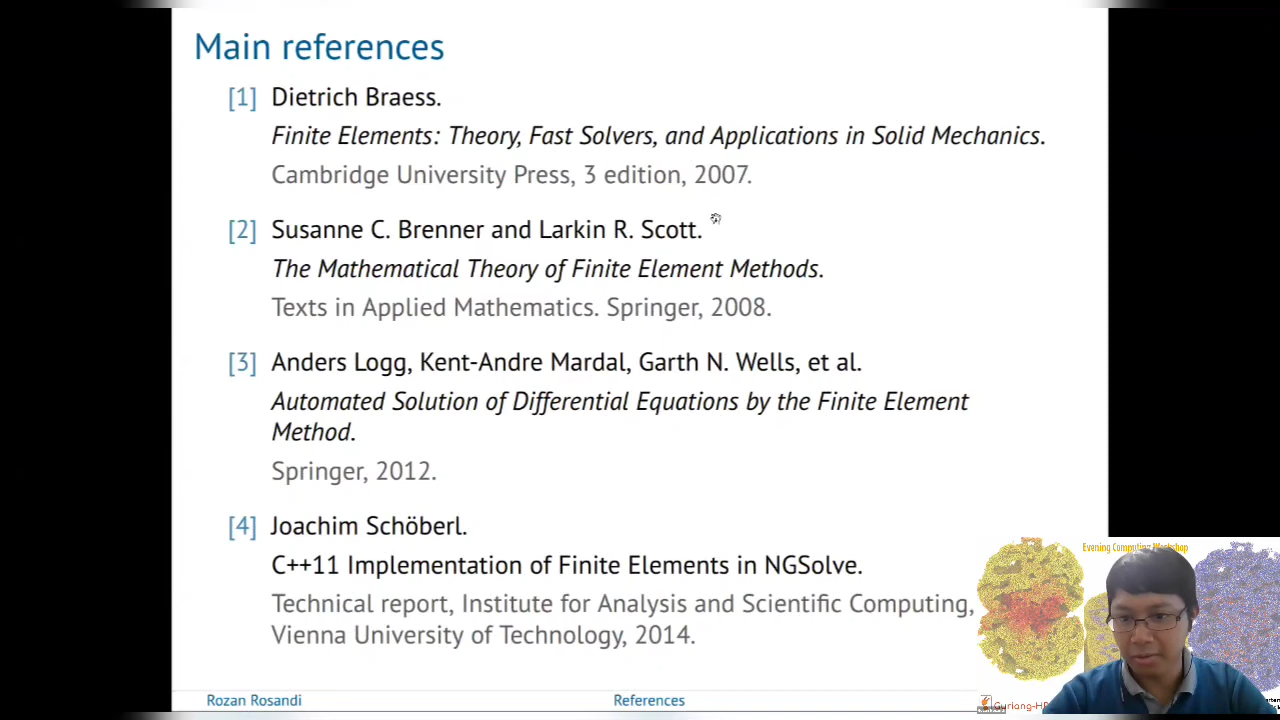 Main references
[1] Dietrich Braess.
Finite Elements: Theory, Fast Solvers, and Applications in Solid Mechanics.
Cambridge University Press, 3 edition, 2007.
[2] Susanne C. Brenner and Larkin R. Scott.
The Mathematical Theory of Finite Element Methods.
Texts in Applied Mathematics. Springer, 2008.
[3] Anders Logg, Kent-Andre Mardal, Garth N. Wells, et al.
Automated Solution of Differential Equations by the Finite Element
Method.
Springer, 2012.
[4] Joachim Schöberl.
C++11 Implementation of Finite Elements in NGSolve.
Technical report, Institute for Analysis and Scientific Computing,
Vienna University of Technology, 2014.
Evening Computing Workshop
Rozan Rosandi
References